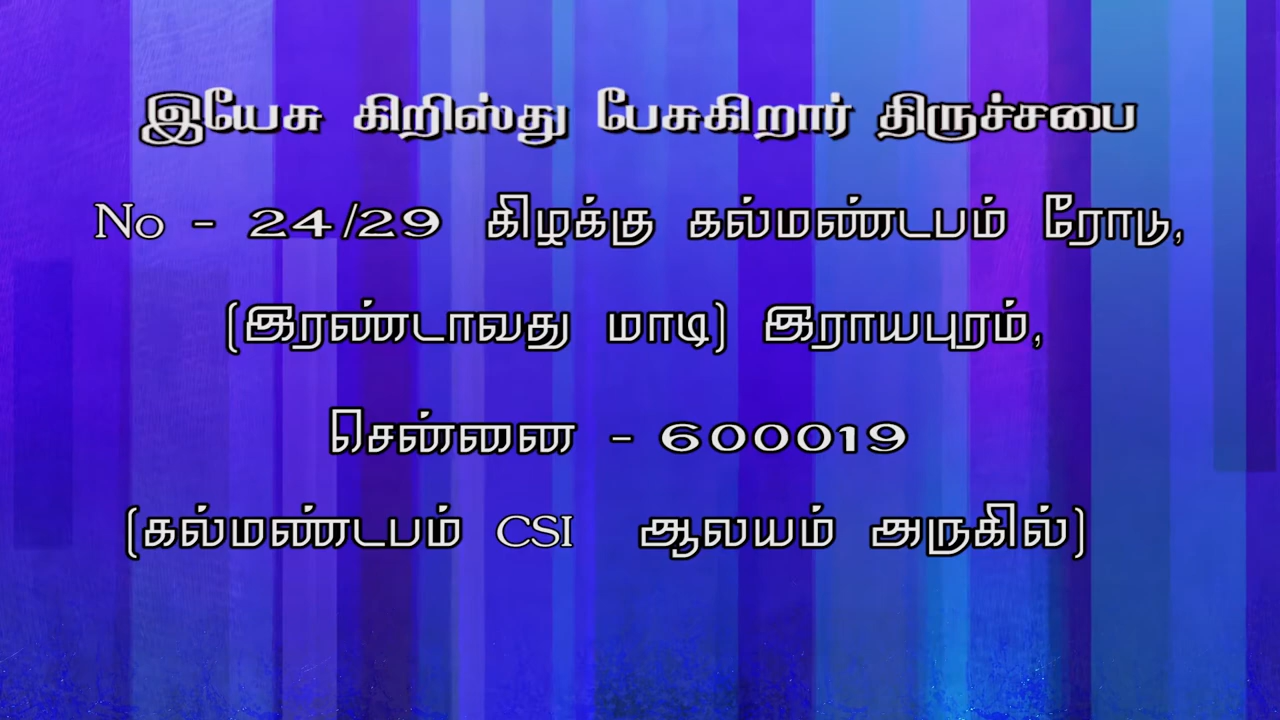 இயேசு கிறிஸ்து பேசுகிறார் திருச்சபை
No - 24/29 கிழக்கு கல்மண்டபம் ரோடு,
(இரண்டாவது மாடி) இராயபுரம்,
சென்னை - 600019
(கல்மண்டபம் CSI ஆலயம் அருகில்)